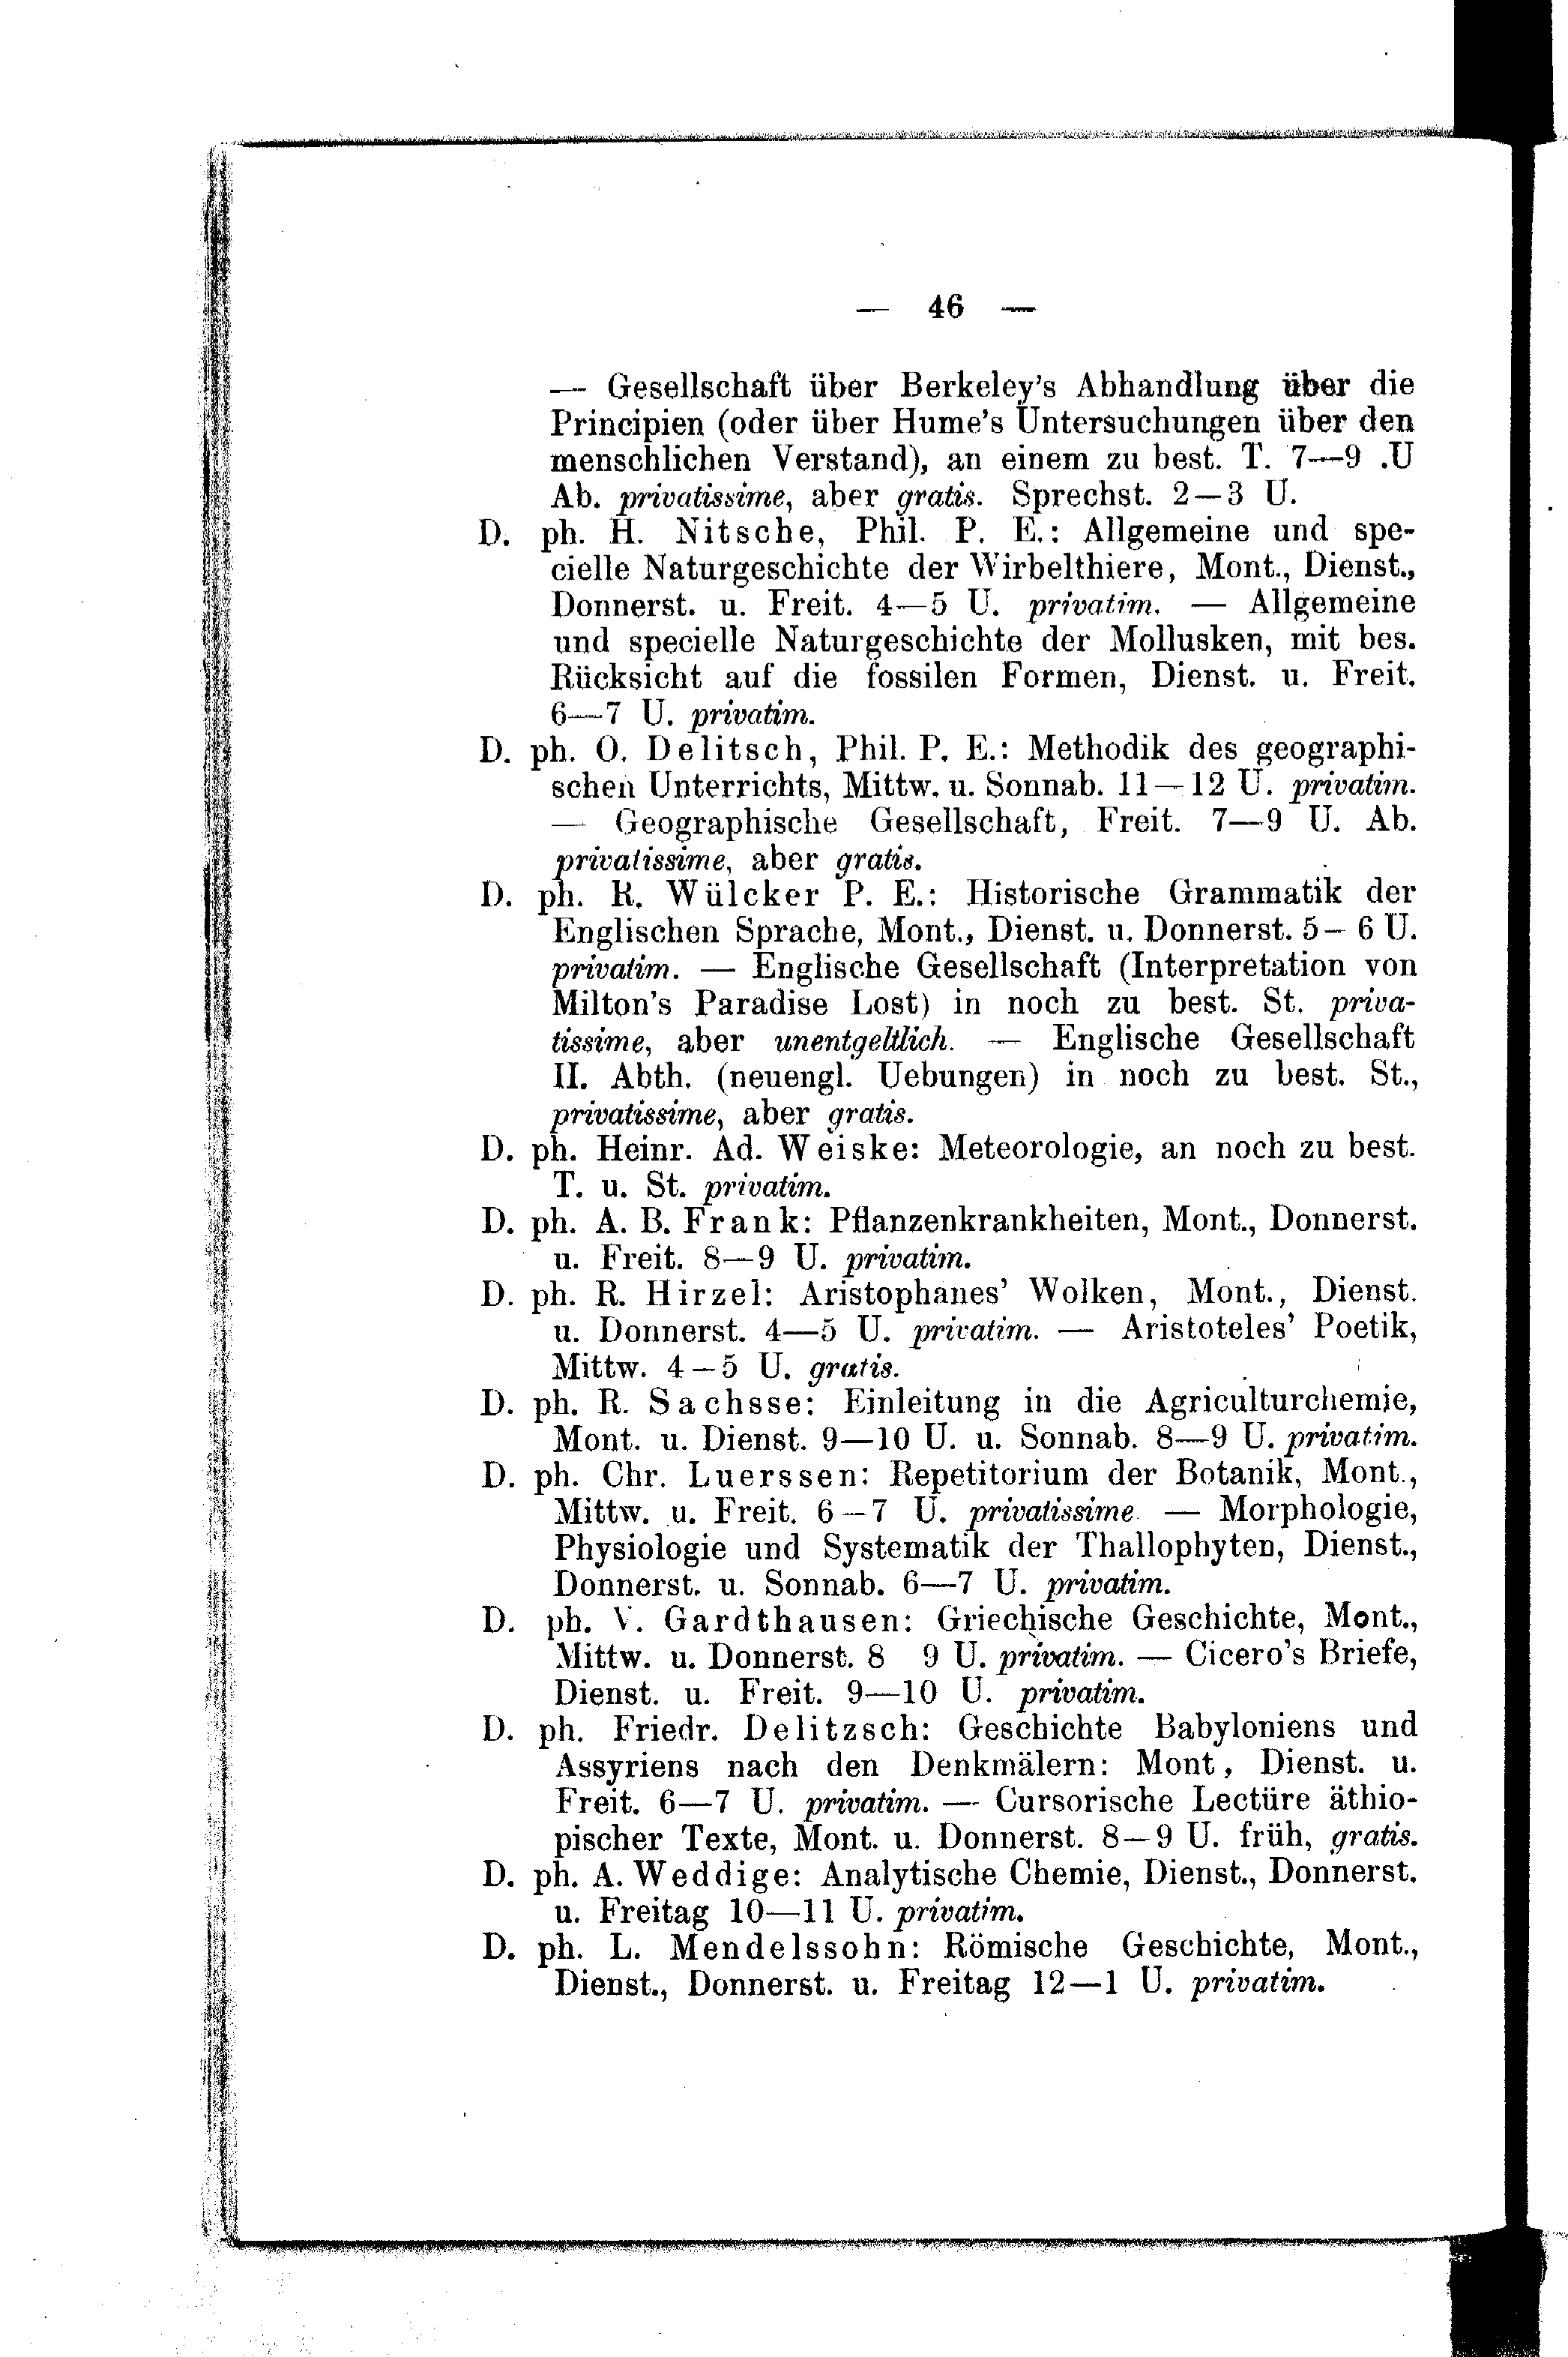 — 46 —
— Gesellschaft über Berkeley's Abhandlung über die
Principien (oder über Hume's Untersuchungen über den
menschlichen Verstand), an einem zu best. T. 7—9 .U
Ab. privatissime, aber gratis. Sprechst. 2—3 U.
D. ph. H. Nitsche, Phil. P. E.: Allgemeine und spe-
cielle Naturgeschichte der Wirbelthiere, Mont., Dienst.,
Donnerst. u. Freit. 4—5 U. privatim. — Allgemeine
und specielle Naturgeschichte der Mollusken, mit bes.
Rücksicht auf die fossilen Formen, Dienst. u. Freit.
6—7 U. privatim.
D. ph. O. Delitsch, Phil. P. E.: Methodik des geographi-
schen Unterrichts, Mittw. u. Sonnab. 11—12 U. privatim.
— Geographische Gesellschaft, Freit. 7—9 U. Ab.
privatissime, aber gratis.
D. ph. R. Wülcker P. E.: Historische Grammatik der
Englischen Sprache, Mont., Dienst. u. Donnerst. 5—6 U.
privatim. — Englische Gesellschaft (Interpretation von
Milton's Paradise Lost) in noch zu best. St. priva-
tissime, aber unentgeltlich. — Englische Gesellschaft
II. Abth. (neuengl. Uebungen) in noch zu best. St.,
privatissime, aber gratis.
D. ph. Heinr. Ad. Weiske: Meteorologie, an noch zu best.
T. u. St. privatim.
D. ph. A. B. Frank: Pflanzenkrankheiten, Mont., Donnerst.
u. Freit. 8—9 U. privatim.
D. ph. R. Hirzel: Aristophanes' Wolken, Mont., Dienst.
u. Donnerst. 4—5 U. privatim. — Aristoteles' Poetik,
Mittw. 4—5 U. gratis.
D. ph. R. Sachsse: Einleitung in die Agriculturchemie,
Mont. u. Dienst. 9—10 U. u. Sonnab. 8—9 U. privatim.
D. ph. Chr. Luerssen: Repetitorium der Botanik, Mont.,
Mittw. u. Freit. 6—7 U. privatissime — Morphologie,
Physiologie und Systematik der Thallophyten, Dienst.,
Donnerst. u. Sonnab. 6—7 U. privatim.
D. ph. V. Gardthausen: Griechische Geschichte, Mont.,
Mittw. u. Donnerst. 8 9 U. privatim. — Cicero's Briefe,
Dienst. u. Freit. 9—10 U. privatim.
D. ph. Friedr. Delitzsch: Geschichte Babyloniens und
Assyriens nach den Denkmälern: Mont, Dienst. u.
Freit. 6—7 U. privatim. — Cursorische Lectüre äthio-
pischer Texte, Mont. u. Donnerst. 8—9 U. früh, gratis.
D. ph. A. Weddige: Analytische Chemie, Dienst., Donnerst.
u. Freitag 10—11 U. privatim.
D. ph. L. Mendelssohn: Römische Geschichte, Mont.,
Dienst., Donnerst. u. Freitag 12—1 U. privatim.